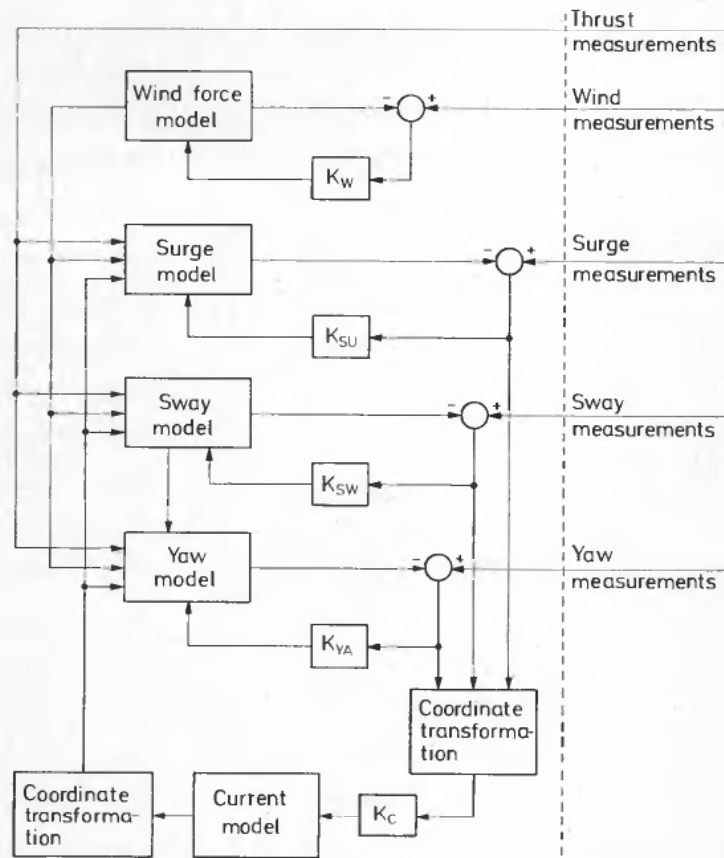 Thrust
measurements
Wind force
model
- +
Wind
measurements
K_W
Surge
model
- +
Surge
measurements
K_SU
Sway
model
- +
Sway
measurements
K_SW
Yaw
model
- +
Yaw
measurements
K_YA
Coordinate
transforma-
tion
Coordinate
transforma-
tion
Current
model
K_C